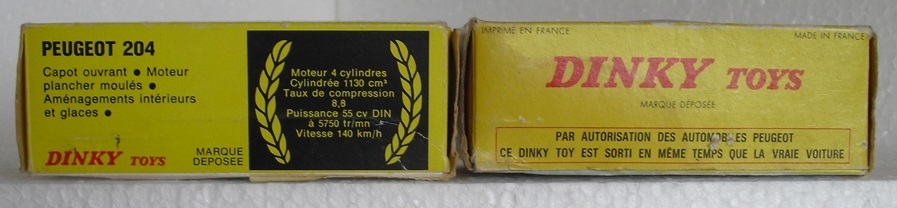 PEUGEOT 204
Capot ouvrant ● Moteur
plancher moulés ●
Aménagements intérieurs
et glaces ●
DINKY TOYS
MARQUE
DEPOSEE
Moteur 4 cylindres
Cylindrée 1130 cm³
Taux de compression
8,8
Puissance 55 cv DIN
à 5750 tr/mn
Vitesse 140 km/h
IMPRIMÉ EN FRANCE
MADE IN FRANCE
DINKY TOYS
MARQUE DÉPOSÉE
PAR AUTORISATION DES AUTOMOBILES PEUGEOT
CE DINKY TOY EST SORTI EN MÊME TEMPS QUE LA VRAIE VOITURE